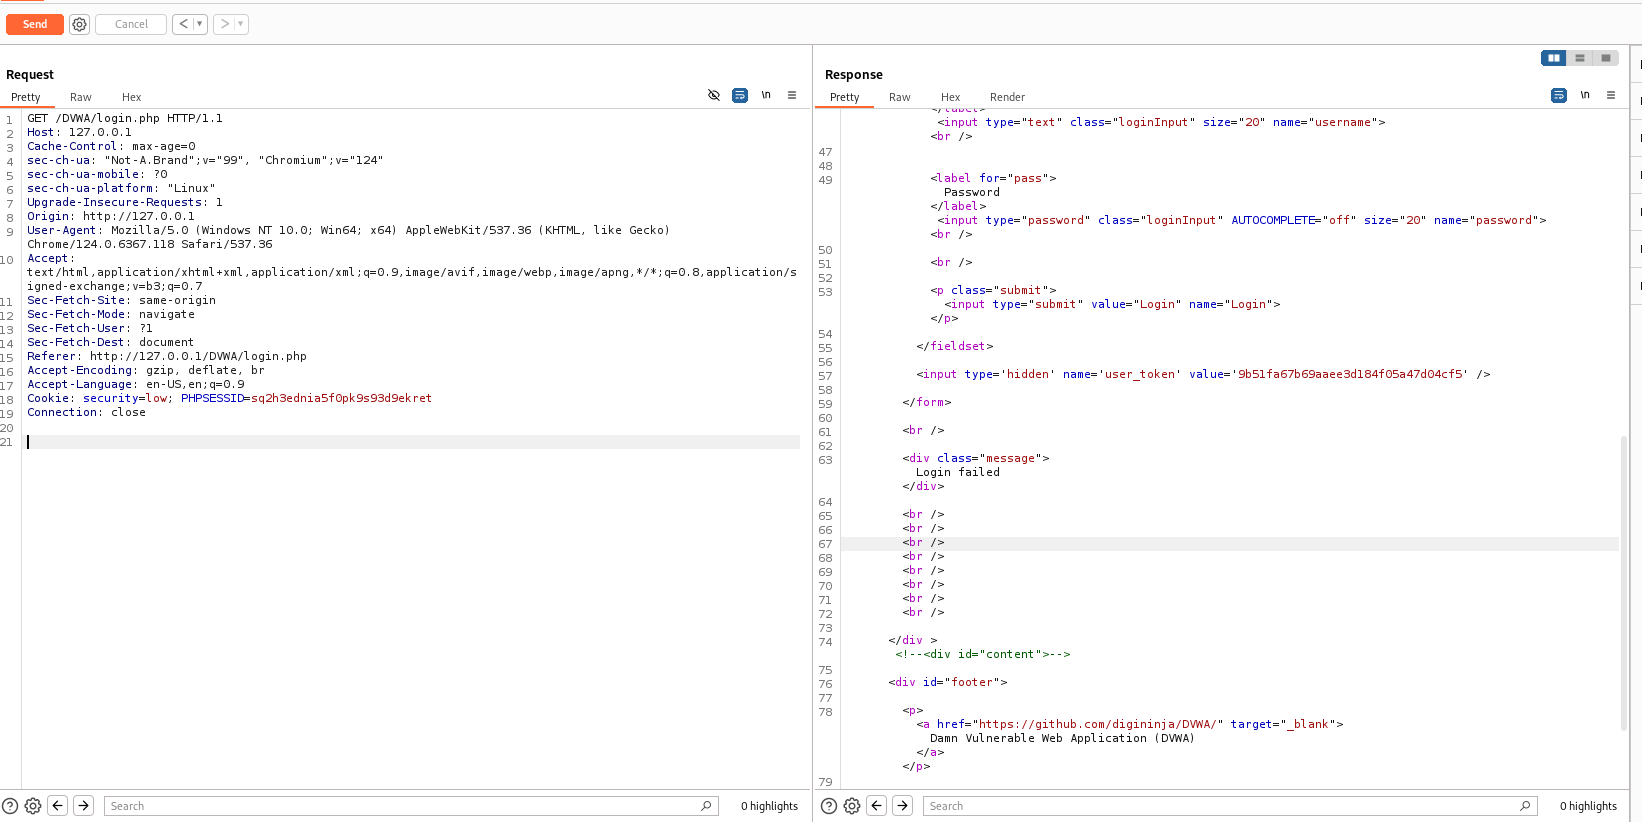 Send
Cancel
<
>
Request
Pretty Raw Hex
\n
1 GET /DVWA/login.php HTTP/1.1
2 Host: 127.0.0.1
3 Cache-Control: max-age=0
4 sec-ch-ua: "Not-A.Brand";v="99", "Chromium";v="124"
5 sec-ch-ua-mobile: ?0
6 sec-ch-ua-platform: "Linux"
7 Upgrade-Insecure-Requests: 1
8 Origin: http://127.0.0.1
9 User-Agent: Mozilla/5.0 (Windows NT 10.0; Win64; x64) AppleWebKit/537.36 (KHTML, like Gecko)
Chrome/124.0.6367.118 Safari/537.36
10 Accept:
text/html,application/xhtml+xml,application/xml;q=0.9,image/avif,image/webp,image/apng,*/*;q=0.8,application/s
igned-exchange;v=b3;q=0.7
11 Sec-Fetch-Site: same-origin
12 Sec-Fetch-Mode: navigate
13 Sec-Fetch-User: ?1
14 Sec-Fetch-Dest: document
15 Referer: http://127.0.0.1/DVWA/login.php
16 Accept-Encoding: gzip, deflate, br
17 Accept-Language: en-US,en;q=0.9
18 Cookie: security=low; PHPSESSID=sq2h3ednia5f0pk9s93d9ekret
19 Connection: close
20
21
Search
0 highlights
Response
Pretty Raw Hex Render
\n
</label>
<input type="text" class="loginInput" size="20" name="username">
<br />
47
48
49 <label for="pass">
Password
</label>
<input type="password" class="loginInput" AUTOCOMPLETE="off" size="20" name="password">
<br />
50
51 <br />
52
53 <p class="submit">
<input type="submit" value="Login" name="Login">
</p>
54
55 </fieldset>
56
57 <input type='hidden' name='user_token' value='9b51fa67b69aaee3d184f05a47d04cf5' />
58
59 </form>
60
61 <br />
62
63 <div class="message">
Login failed
</div>
64
65 <br />
66 <br />
67 <br />
68 <br />
69 <br />
70 <br />
71 <br />
72 <br />
73
74 </div >
<!--<div id="content">-->
75
76 <div id="footer">
77
78 <p>
<a href="https://github.com/digininja/DVWA/" target="_blank">
Damn Vulnerable Web Application (DVWA)
</a>
</p>
79
Search
0 highlights